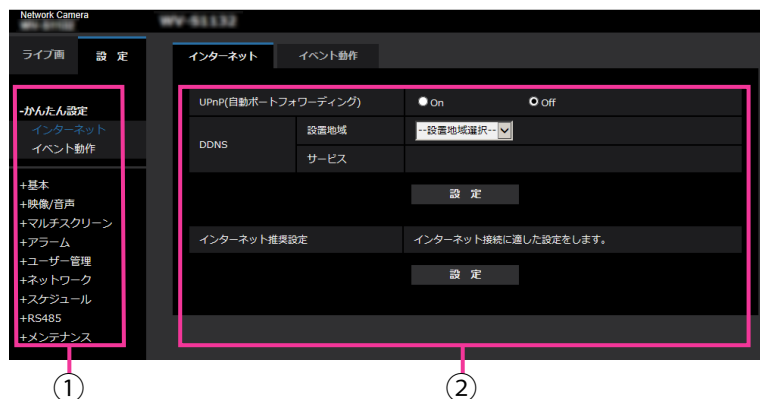 Network Camera
ライブ画 設 定
-かんたん設定
インターネット
イベント動作
+基本
+映像/音声
+マルチスクリーン
+アラーム
+ユーザー管理
+ネットワーク
+スケジュール
+RS485
+メンテナンス
インターネット イベント動作
UPnP(自動ポートフォワーディング) On Off
DDNS
設置地域 --設置地域選択--
サービス
設 定
インターネット推奨設定 インターネット接続に適した設定をします。
設 定
① ②